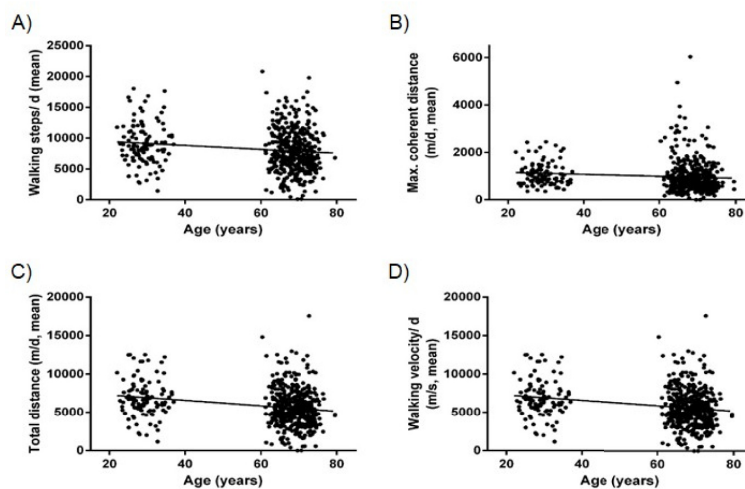 A)
Walking steps/ d (mean)
25000
20000
15000
10000
5000
0
20
40
60
80
Age (years)
B)
Max. coherent distance
(m/d, mean)
6000
4000
2000
0
20
40
60
80
Age (years)
C)
Total distance (m/d, mean)
20000
15000
10000
5000
0
20
40
60
80
Age (years)
D)
Walking velocity/ d
(m/s, mean)
20000
15000
10000
5000
0
20
40
60
80
Age (years)